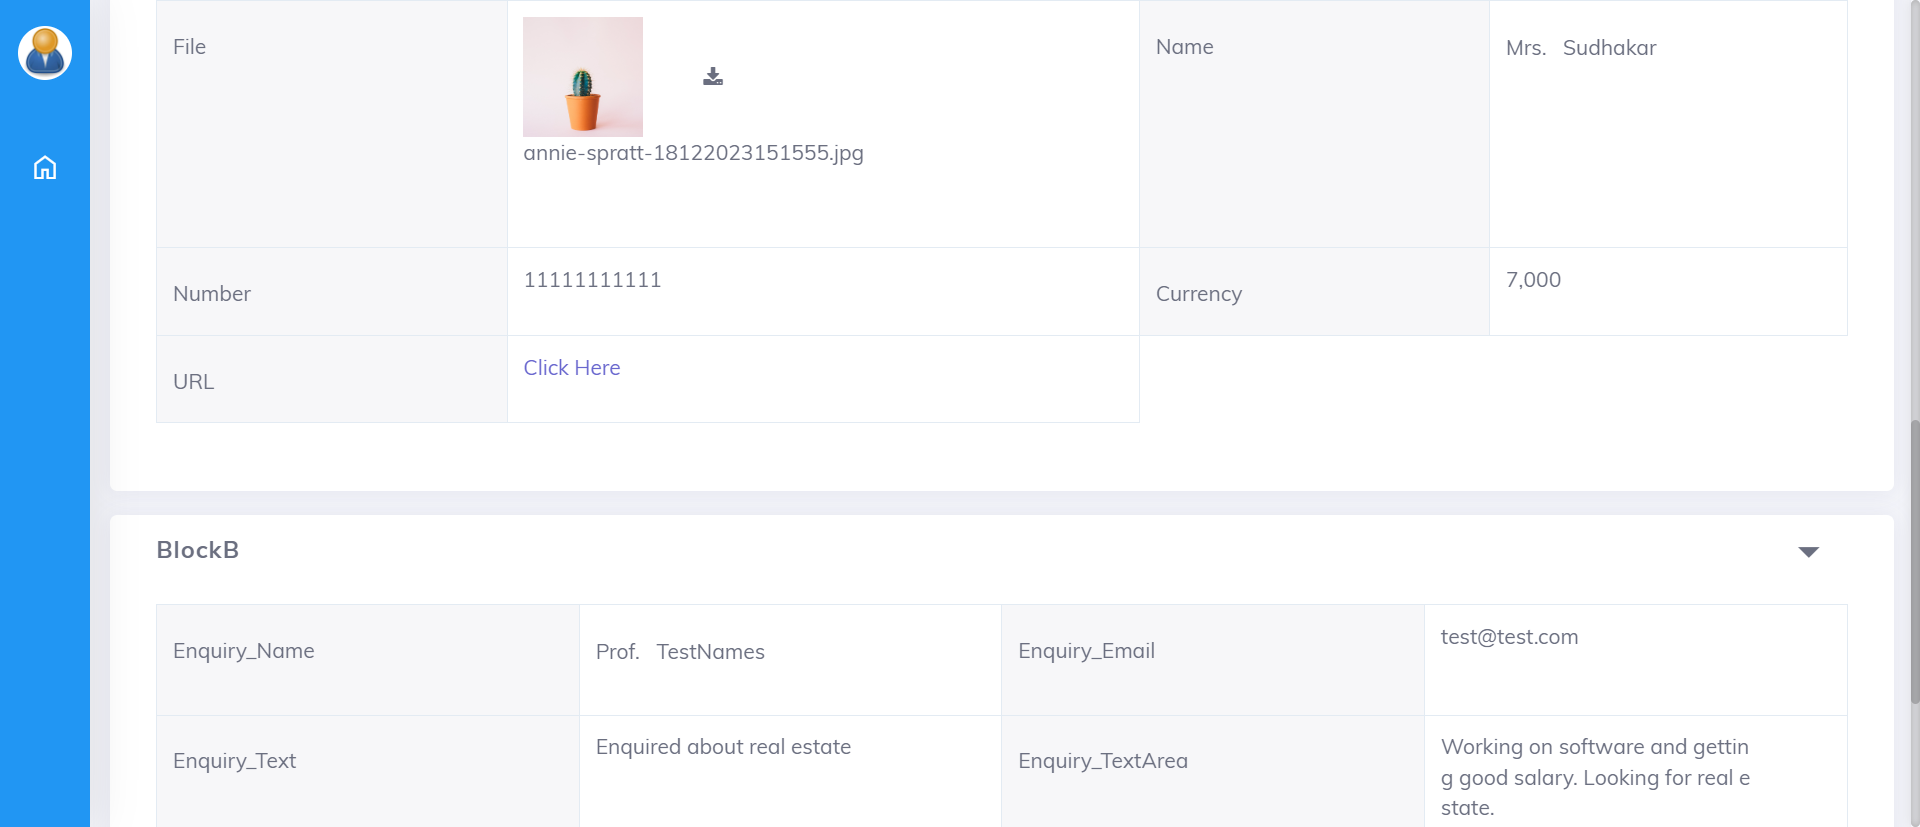 File
annie-spratt-18122023151555.jpg
Name
Mrs. Sudhakar
Number
11111111111
Currency
7,000
URL
Click Here
BlockB
Enquiry_Name
Prof. TestNames
Enquiry_Email
test@test.com
Enquiry_Text
Enquired about real estate
Enquiry_TextArea
Working on software and gettin
g good salary. Looking for real e
state.